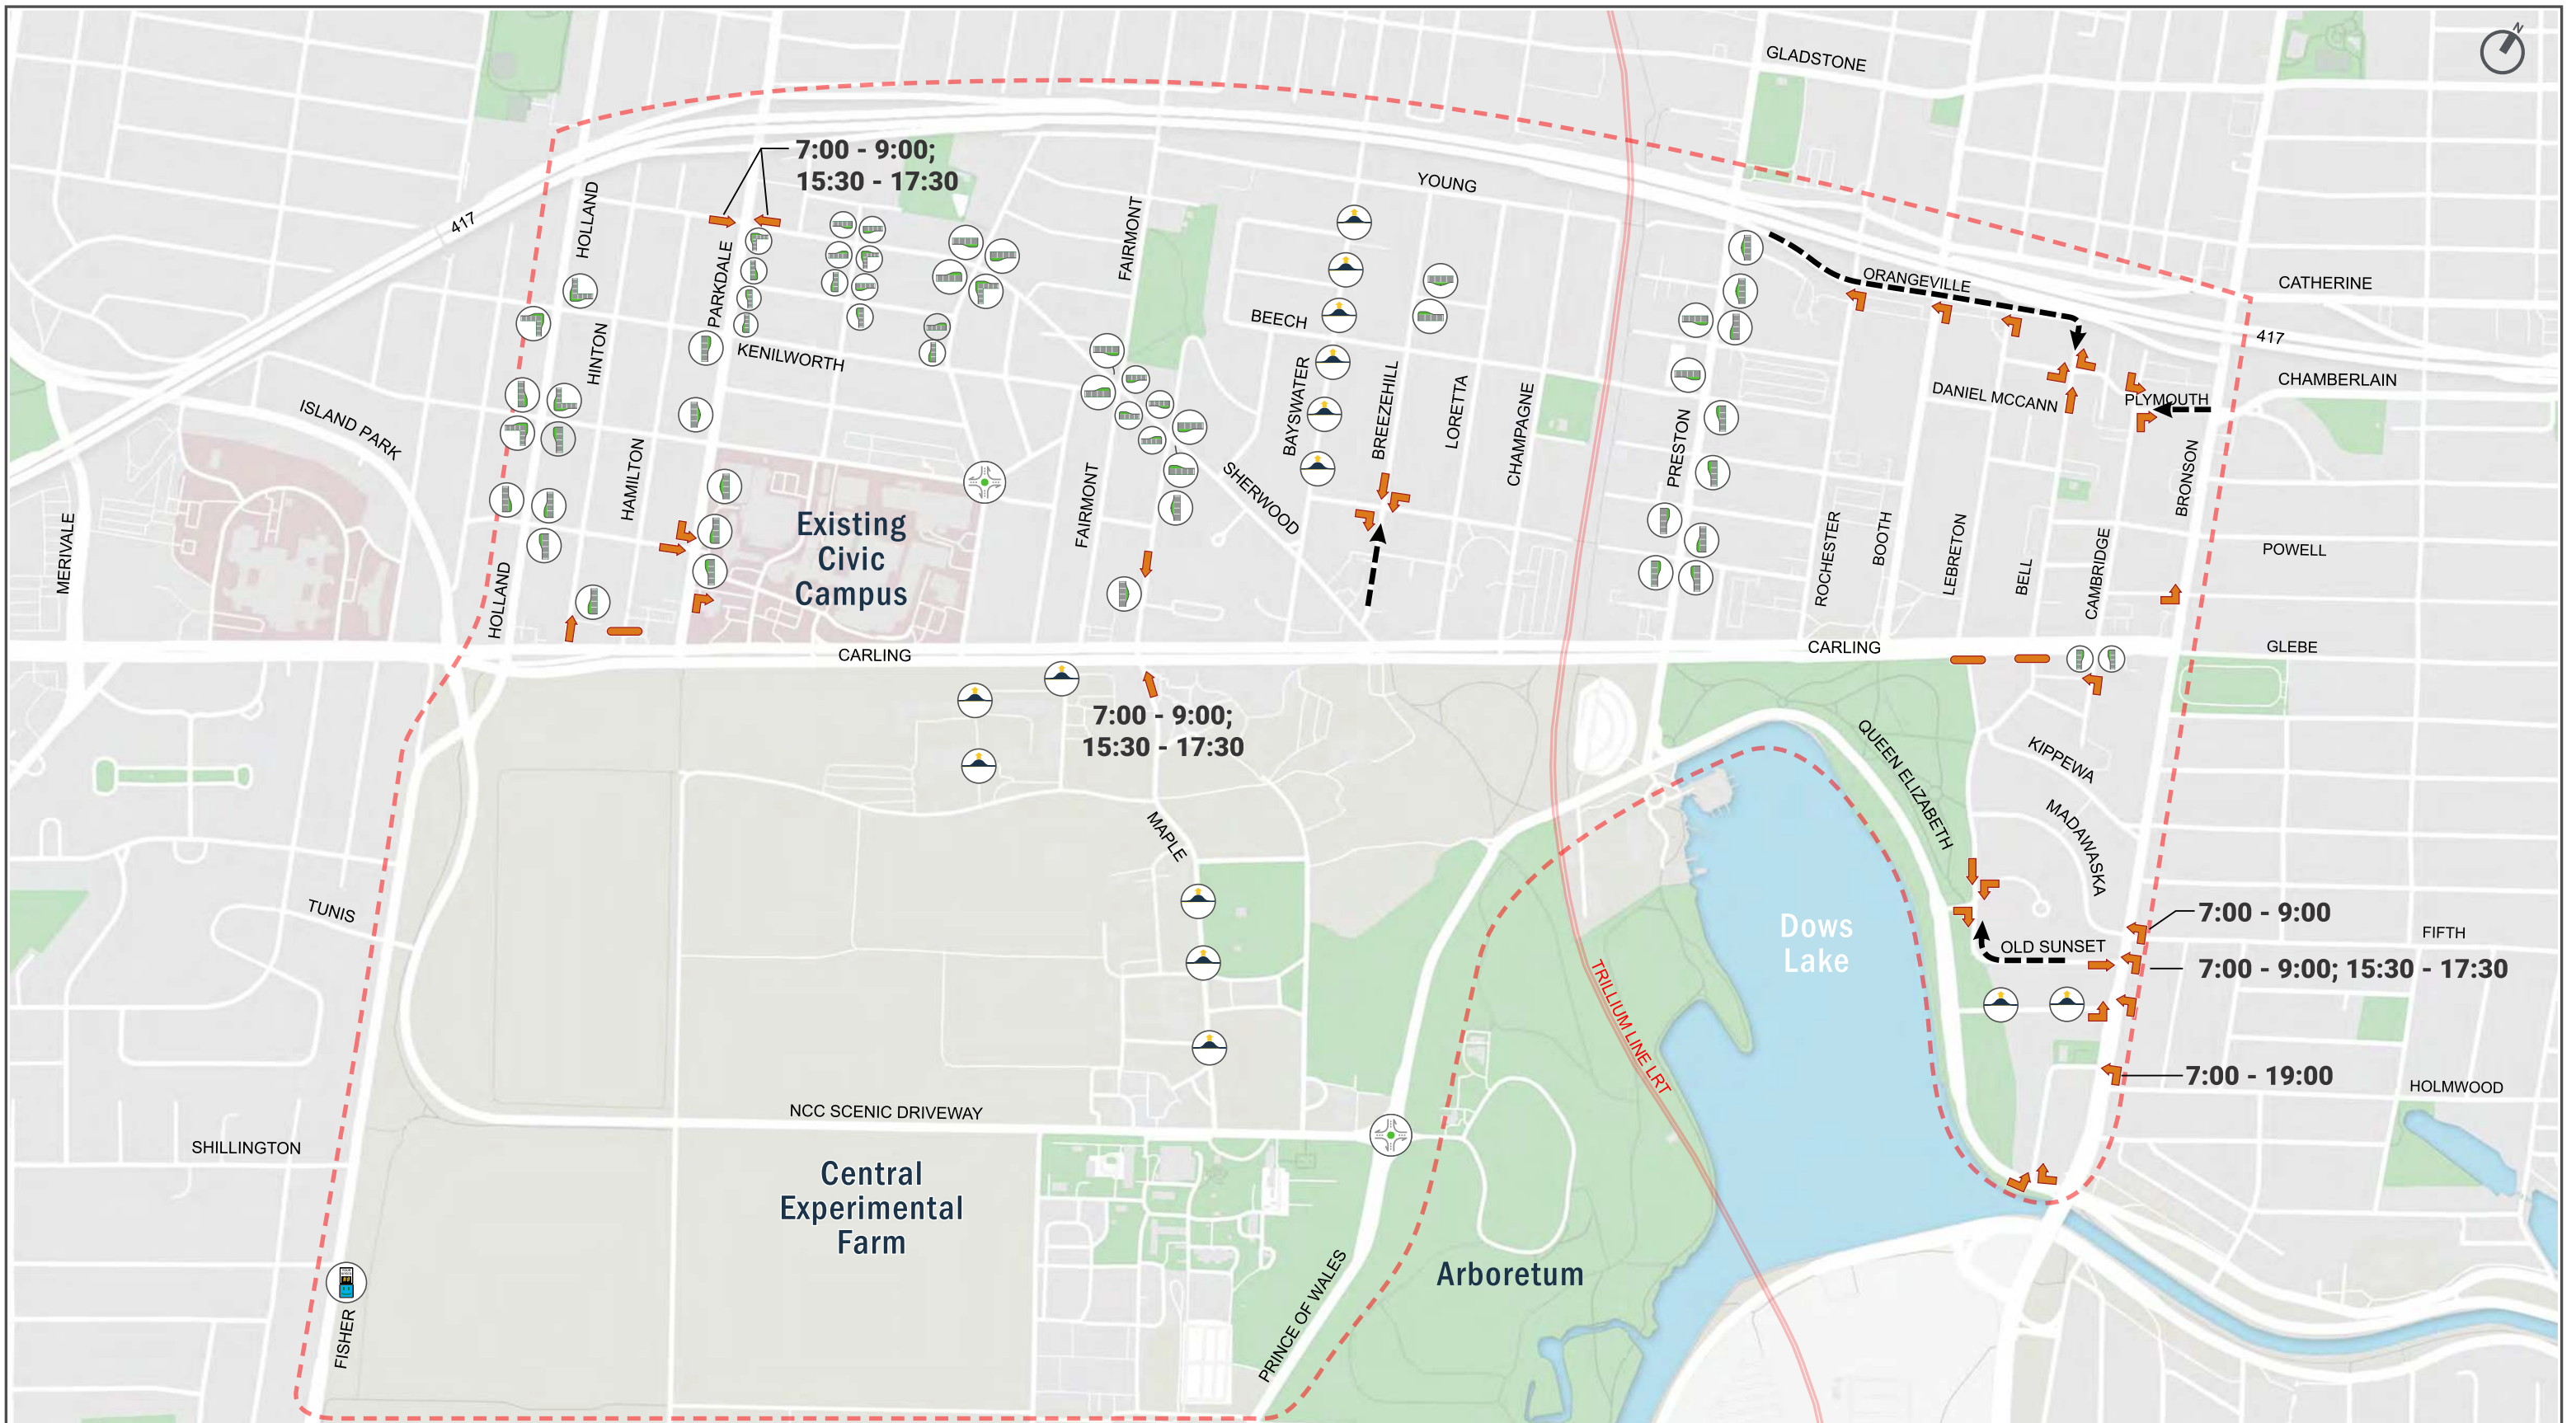 N
GLADSTONE
7:00 - 9:00;
15:30 - 17:30
YOUNG
417
HOLLAND
FAIRMONT
PARKDALE
ORANGEVILLE
CATHERINE
417
BEECH
HINTON
KENILWORTH
CHAMBERLAIN
BAYSWATER
BREEZEHILL
LORETTA
CHAMPAGNE
PRESTON
DANIEL MCCANN
PLYMOUTH
ISLAND PARK
HAMILTON
FAIRMONT
SHERWOOD
BRONSON
MERIVALE
Existing
Civic
Campus
HOLLAND
ROCHESTER
BOOTH
LEBRETON
BELL
CAMBRIDGE
POWELL
CARLING
CARLING
GLEBE
7:00 - 9:00;
15:30 - 17:30
QUEEN ELIZABETH
KIPPEWA
MADAWASKA
MAPLE
TUNIS
7:00 - 9:00
Dows
Lake
FIFTH
OLD SUNSET
7:00 - 9:00; 15:30 - 17:30
TRILLIUM LINE LRT
7:00 - 19:00
HOLMWOOD
NCC SCENIC DRIVEWAY
SHILLINGTON
Central
Experimental
Farm
Arboretum
PRINCE OF WALES
FISHER